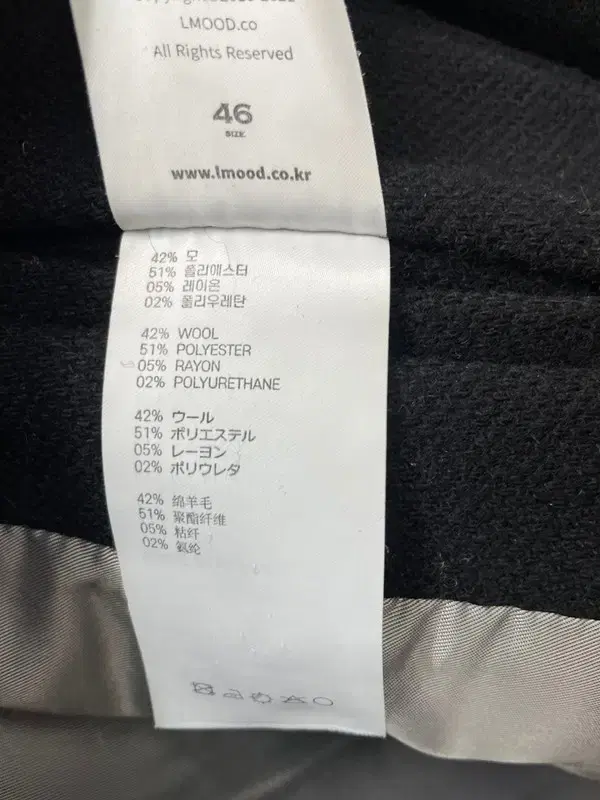 LMOOD.co
All Rights Reserved
46
SIZE.
www.lmood.co.kr
42% 모
51% 폴리애스터
05% 레이온
02% 폴리우레탄
42% WOOL
51% POLYESTER
05% RAYON
02% POLYURETHANE
42% ウール
51% ポリエステル
05% レーヨン
02% ポリウレタ
42% 绵羊毛
51% 聚酯纤维
05% 粘纤
02% 氨纶